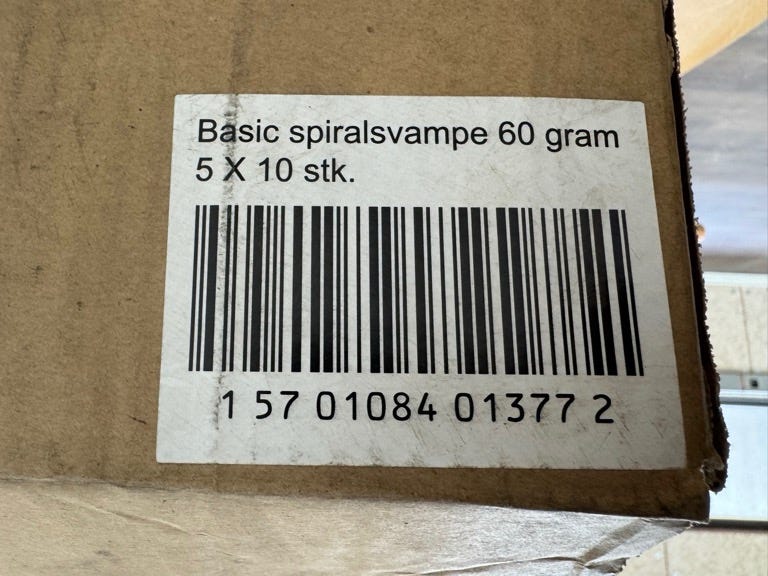 Basic spiralsvampe 60 gram
5 X 10 stk.
1 57 01084 01377 2